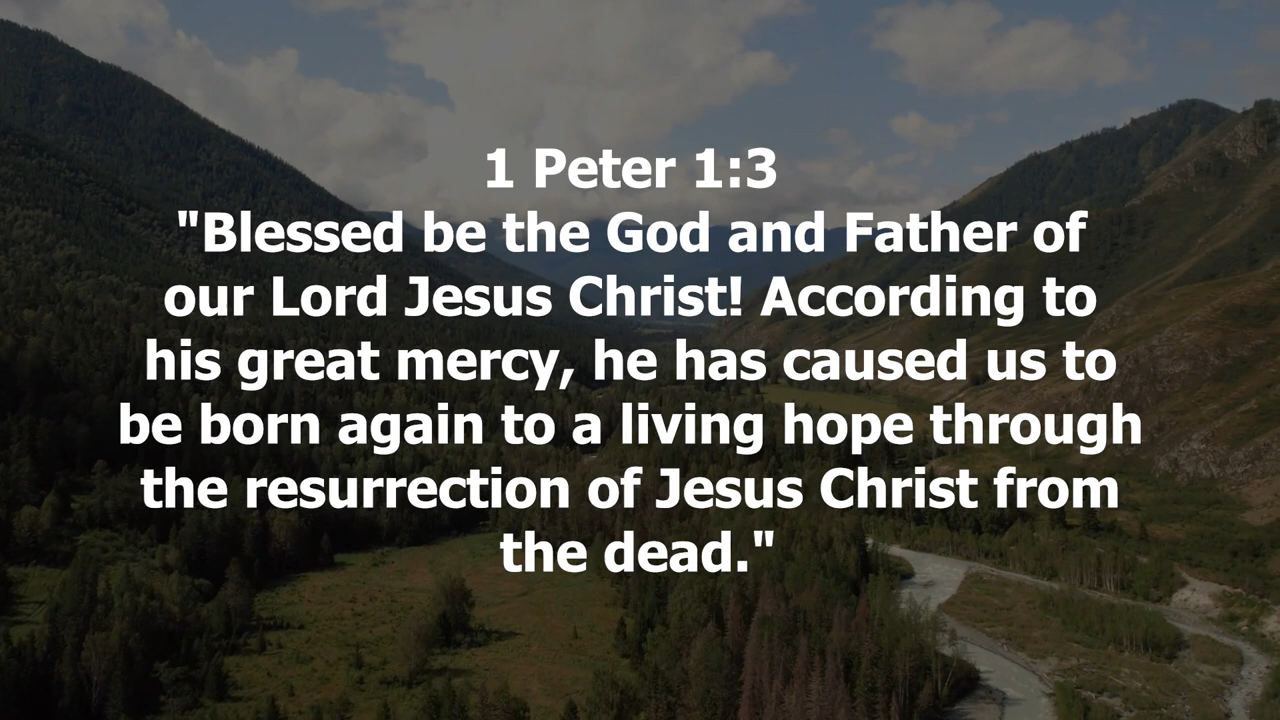 1 Peter 1:3
"Blessed be the God and Father of
our Lord Jesus Christ! According to
his great mercy, he has caused us to
be born again to a living hope through
the resurrection of Jesus Christ from
the dead."